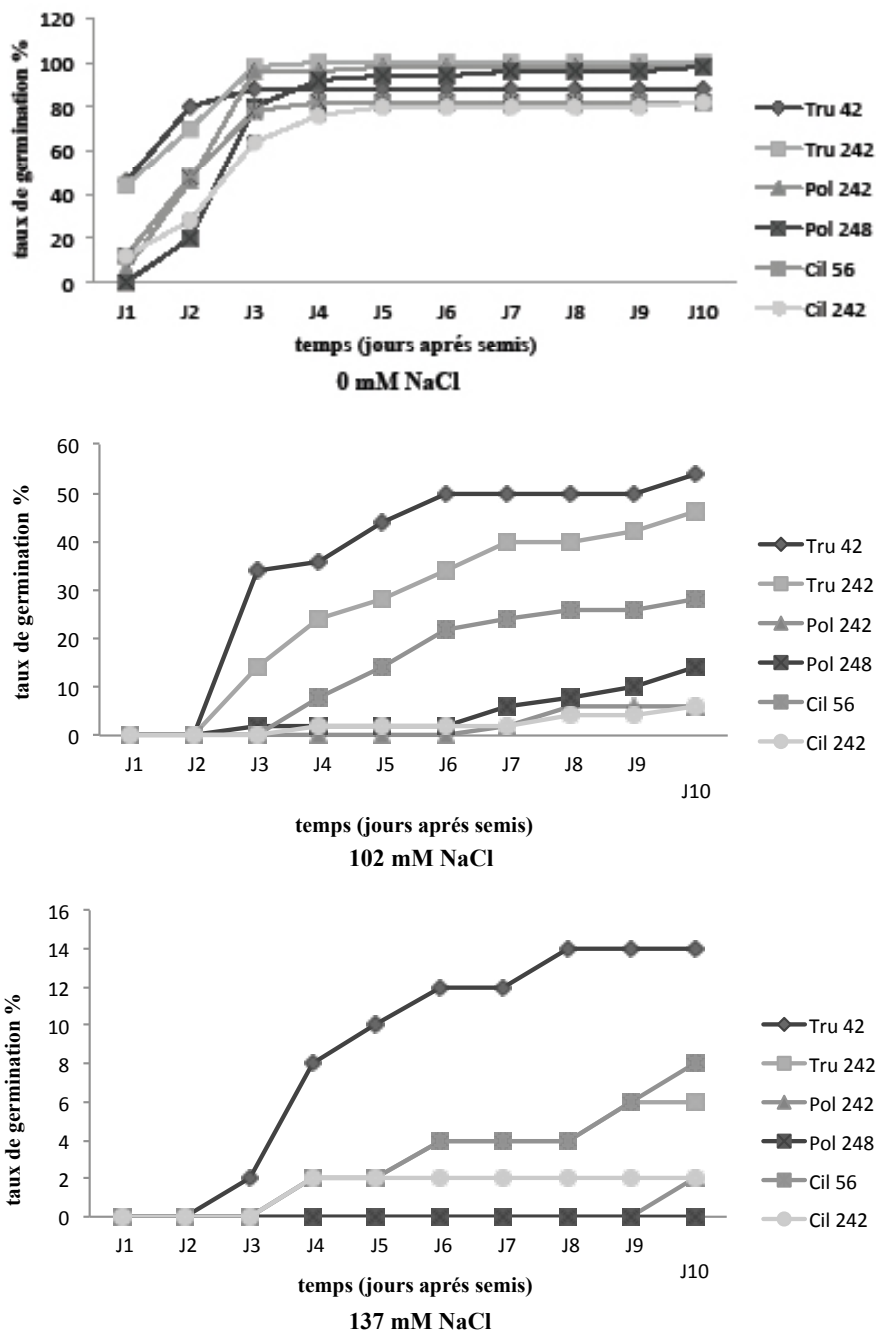 120
100
80
60
40
20
0
taux de germination %
J1 J2 J3 J4 J5 J6 J7 J8 J9 J10
temps (jours aprés semis)
0 mM NaCl
Tru 42
Tru 242
Pol 242
Pol 248
Cil 56
Cil 242
60
50
40
30
20
10
0
taux de germination %
J1 J2 J3 J4 J5 J6 J7 J8 J9
J10
temps (jours aprés semis)
102 mM NaCl
Tru 42
Tru 242
Pol 242
Pol 248
Cil 56
Cil 242
16
14
12
10
8
6
4
2
0
taux de germination %
J1 J2 J3 J4 J5 J6 J7 J8 J9
J10
temps (jours aprés semis)
137 mM NaCl
Tru 42
Tru 242
Pol 242
Pol 248
Cil 56
Cil 242